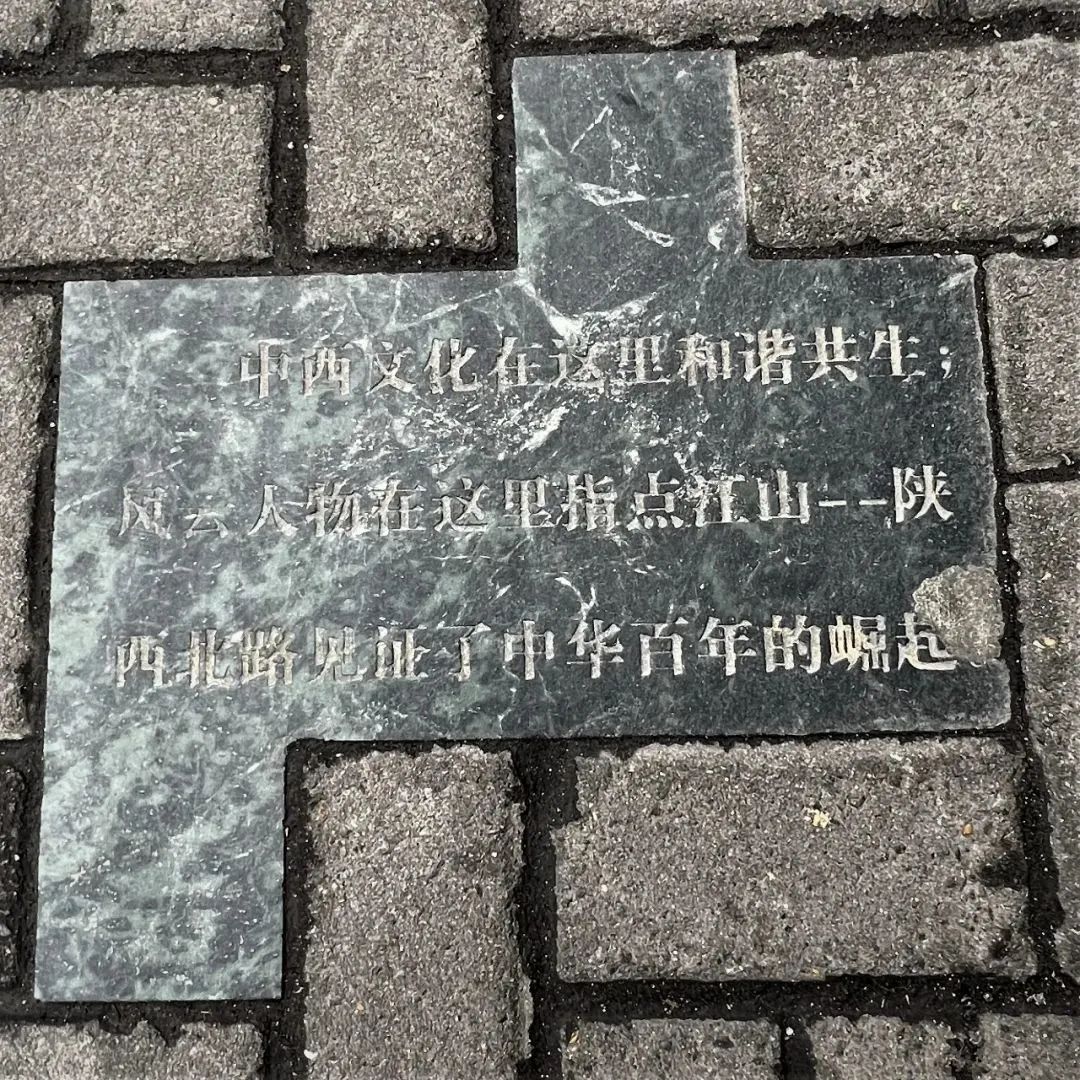 中西文化在这里和谐共生；
风云人物在这里指点江山--陕
西北路见证了中华百年的崛起